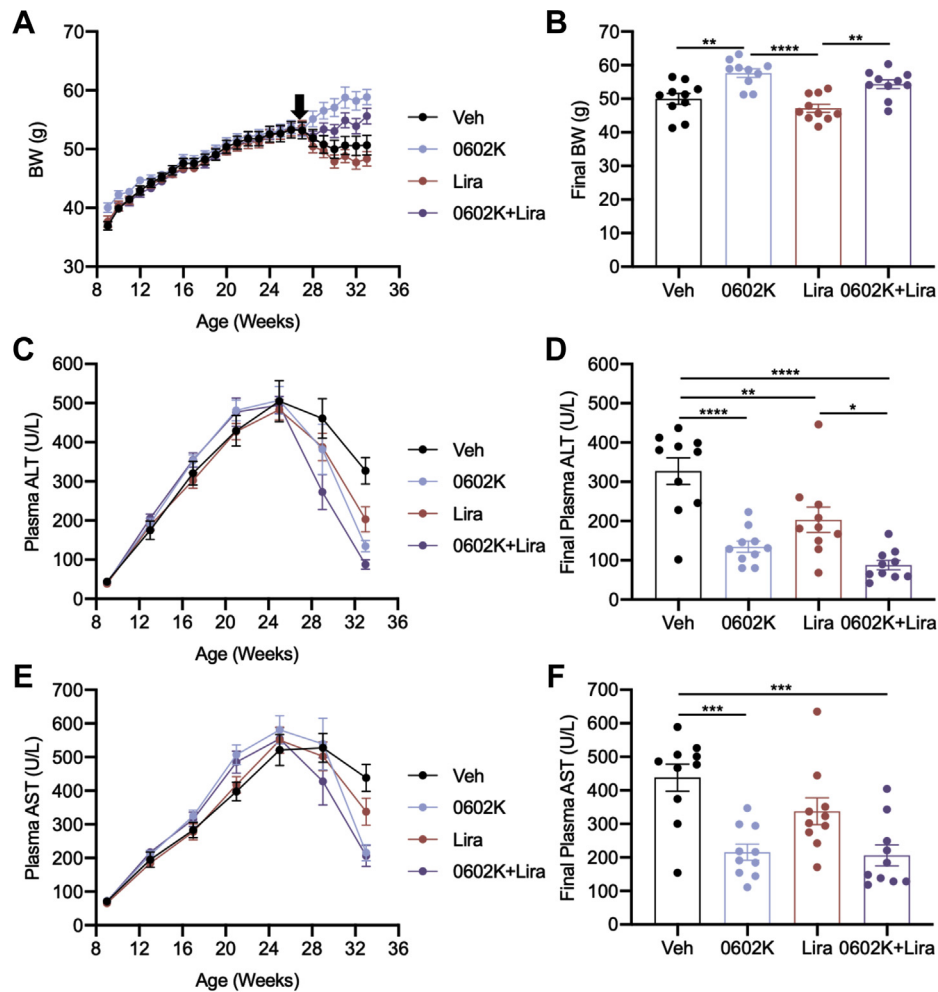 A
70
60
50
40
30
BW (g)
8 12 16 20 24 28 32 36
Age (Weeks)
Veh
0602K
Lira
0602K+Lira
B
70
60
50
40
30
20
10
0
Final BW (g)
** **** **
Veh 0602K Lira 0602K+Lira
C
600
500
400
300
200
100
0
Plasma ALT (U/L)
8 12 16 20 24 28 32 36
Age (Weeks)
Veh
0602K
Lira
0602K+Lira
D
600
500
400
300
200
100
0
Final Plasma ALT (U/L)
****
**
**** *
Veh 0602K Lira 0602K+Lira
E
700
600
500
400
300
200
100
0
Plasma AST (U/L)
8 12 16 20 24 28 32 36
Age (Weeks)
Veh
0602K
Lira
0602K+Lira
F
700
600
500
400
300
200
100
0
Final Plasma AST (U/L)
***
***
Veh 0602K Lira 0602K+Lira